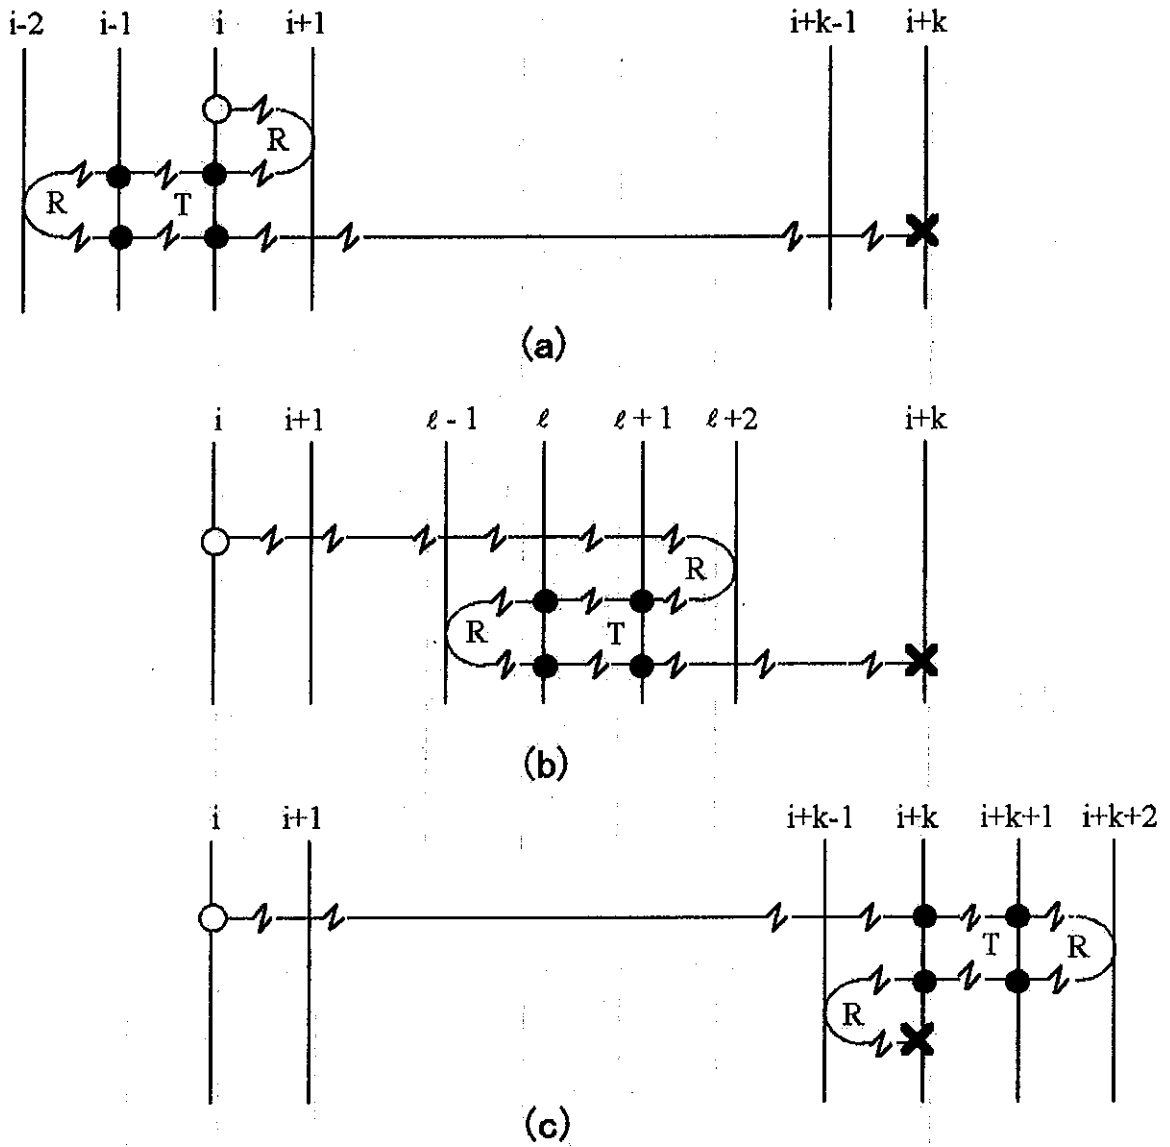 i-2 i-1 i i+1 i+k-1 i+k
R
R T
(a)
i i+1 ℓ-1 ℓ ℓ+1 ℓ+2 i+k
R
R T
(b)
i i+1 i+k-1 i+k i+k+1 i+k+2
T R
R
(c)